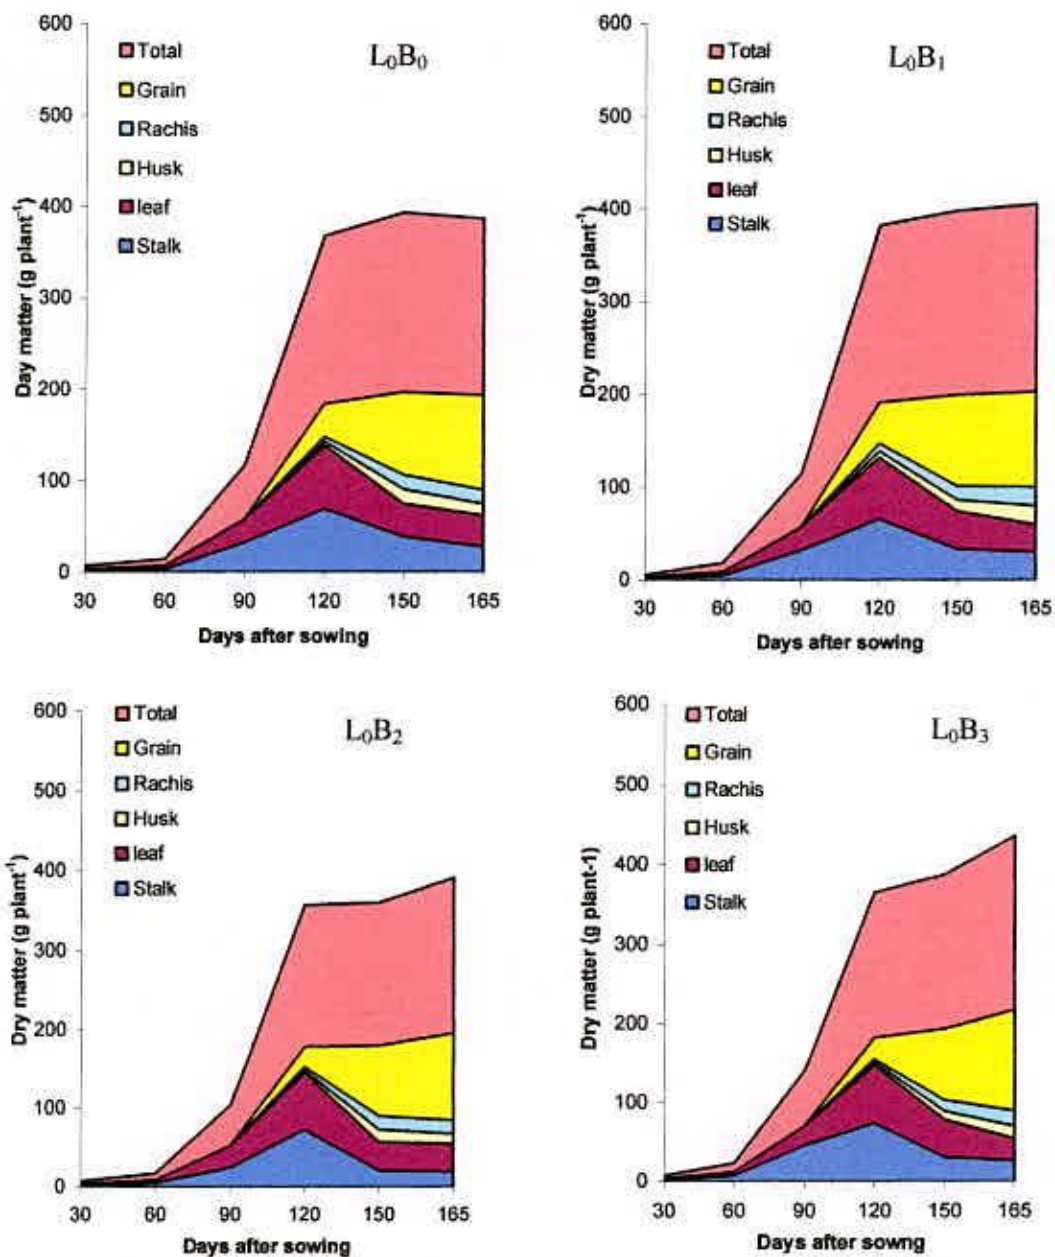 L₀B₀
Total
Grain
Rachis
Husk
leaf
Stalk
600
500
400
300
200
100
0
Day matter (g plant⁻¹)
30 60 90 120 150 165
Days after sowing
L₀B₁
Total
Grain
Rachis
Husk
leaf
Stalk
600
500
400
300
200
100
0
Dry matter (g plant⁻¹)
30 60 90 120 150 165
Days after sowing
L₀B₂
Total
Grain
Rachis
Husk
leaf
Stalk
600
500
400
300
200
100
0
Dry matter (g plant⁻¹)
30 60 90 120 150 165
Days after sowing
L₀B₃
Total
Grain
Rachis
Husk
leaf
Stalk
600
500
400
300
200
100
0
Dry matter (g plant-1)
30 60 90 120 150 165
Days after sowing